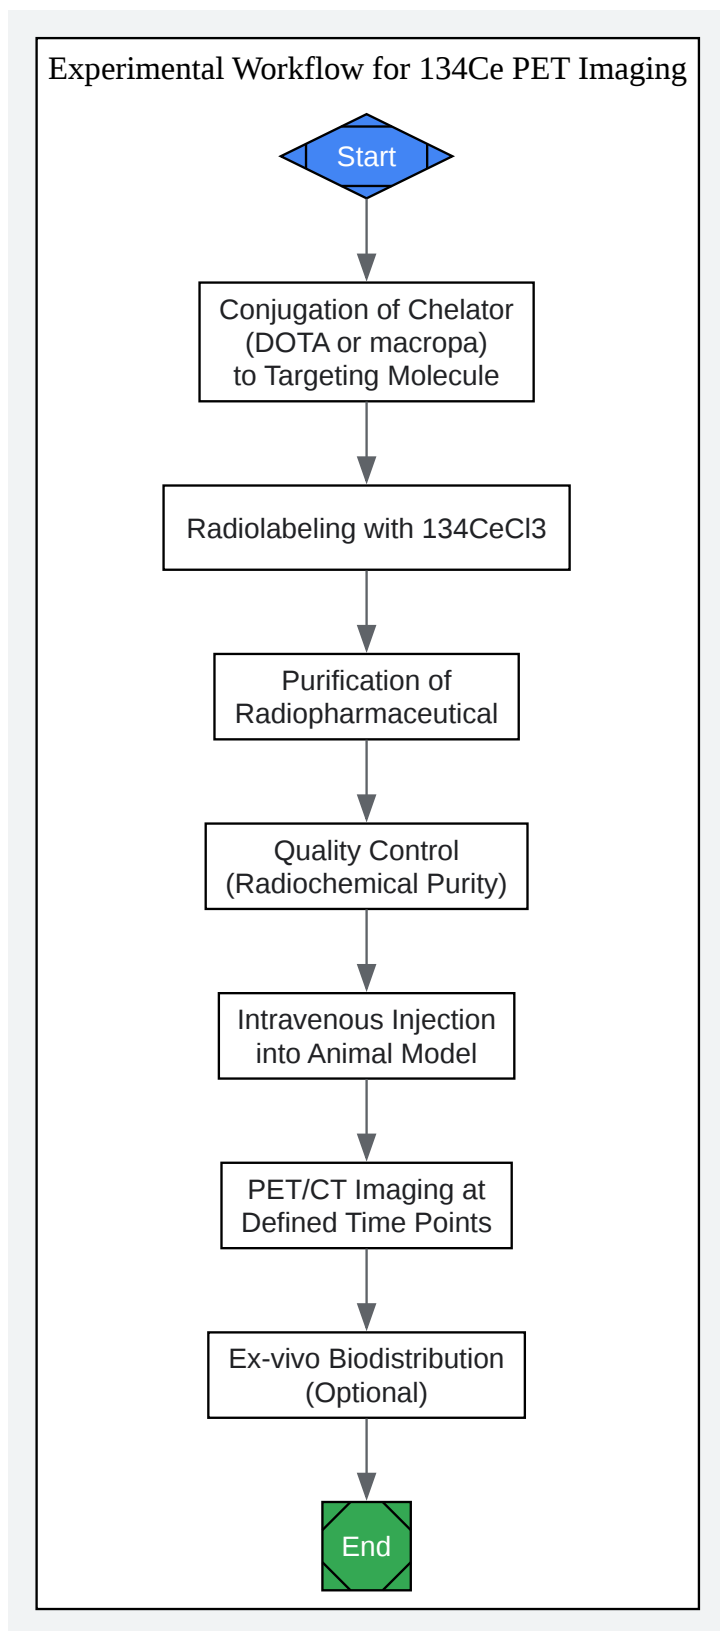 Experimental Workflow for 134Ce PET Imaging
Start
Conjugation of Chelator
(DOTA or macropa)
to Targeting Molecule
Radiolabeling with 134CeCl3
Purification of
Radiopharmaceutical
Quality Control
(Radiochemical Purity)
Intravenous Injection
into Animal Model
PET/CT Imaging at
Defined Time Points
Ex-vivo Biodistribution
(Optional)
End